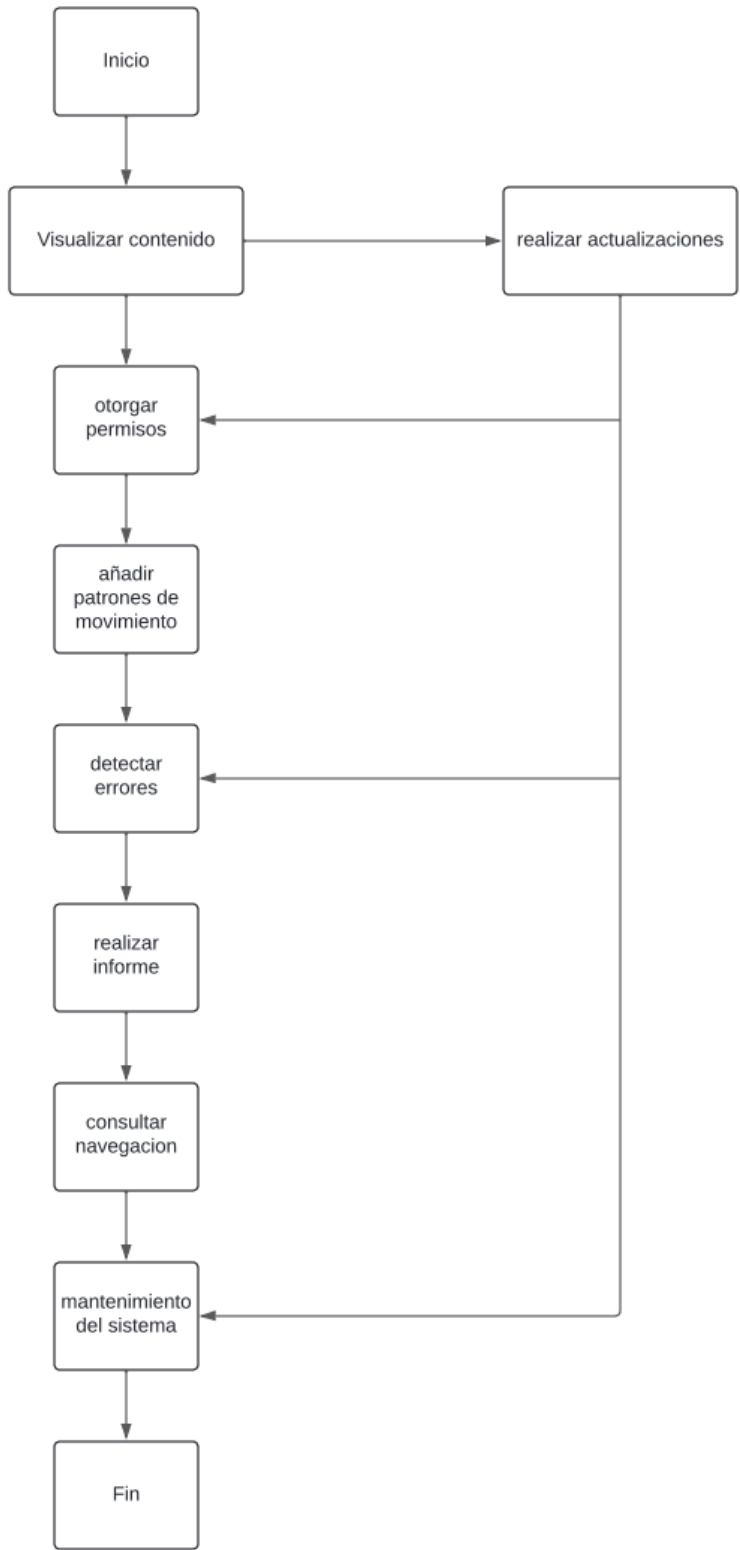 Inicio
Visualizar contenido
realizar actualizaciones
otorgar
permisos
añadir
patrones de
movimiento
detectar
errores
realizar
informe
consultar
navegacion
mantenimiento
del sistema
Fin